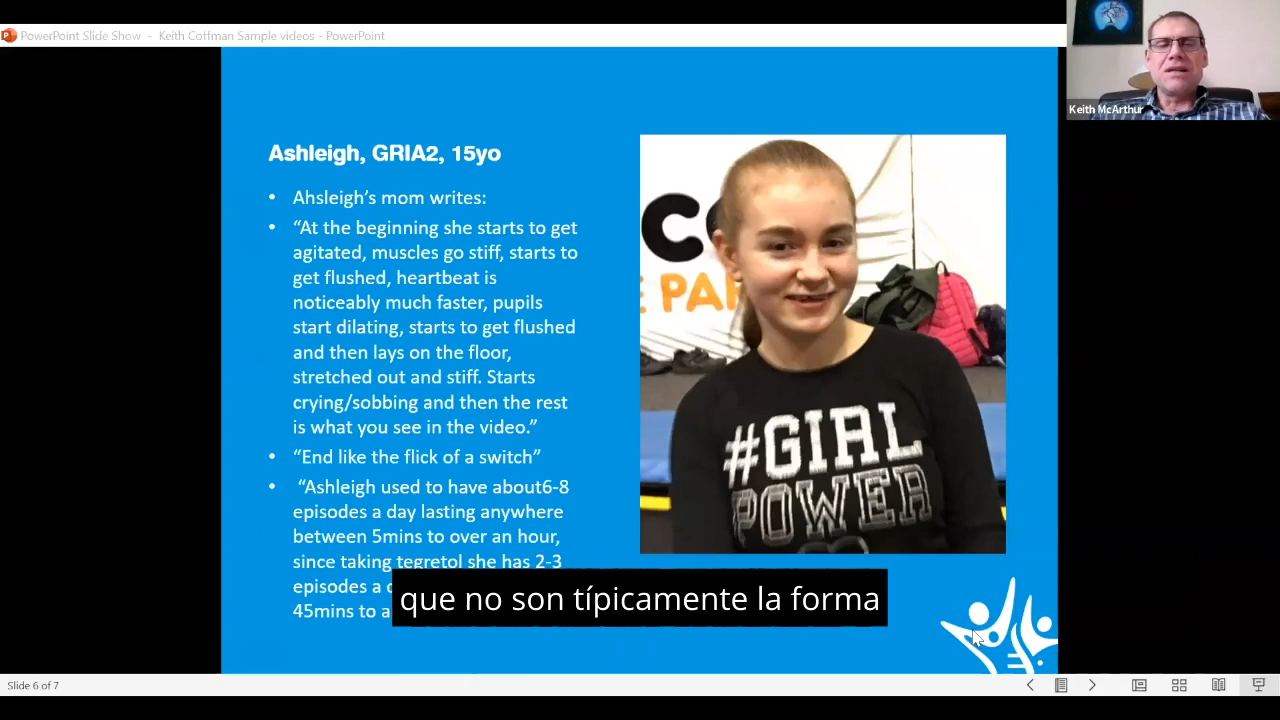 PowerPoint Slide Show - Keith Coffman Sample videos - PowerPoint
Keith McArthur
Ashleigh, GRIA2, 15yo
• Ahsleigh’s mom writes:
• “At the beginning she starts to get
agitated, muscles go stiff, starts to
get flushed, heartbeat is
noticeably much faster, pupils
start dilating, starts to get flushed
and then lays on the floor,
stretched out and stiff. Starts
crying/sobbing and then the rest
is what you see in the video.”
• “End like the flick of a switch”
• “Ashleigh used to have about6-8
episodes a day lasting anywhere
between 5mins to over an hour,
since taking tegretol she has 2-3
episodes a
45mins to a
#GIRL
POWER
que no son típicamente la forma
Slide 6 of 7